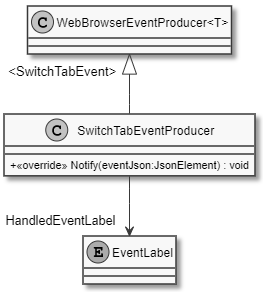 C WebBrowserEventProducer<T>
<SwitchTabEvent>
C SwitchTabEventProducer
+«override» Notify(eventJson:JsonElement) : void
HandledEventLabel
E EventLabel